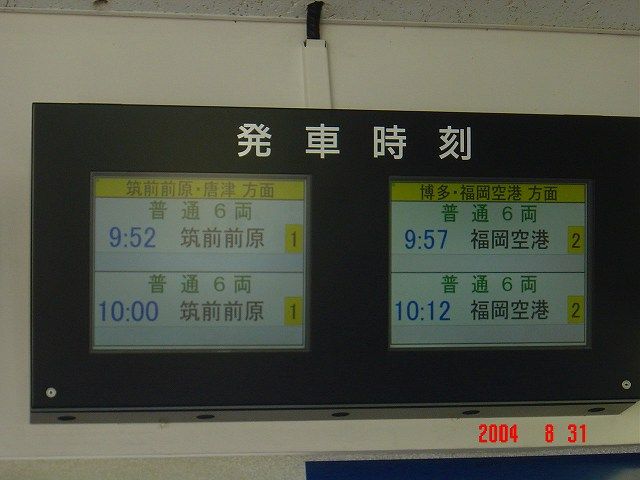 発車時刻
筑前前原・唐津 方面
普通 6両
9:52 筑前前原 1
普通 6両
10:00 筑前前原 1
博多・福岡空港 方面
普通 6両
9:57 福岡空港 2
普通 6両
10:12 福岡空港 2
2004 8 31